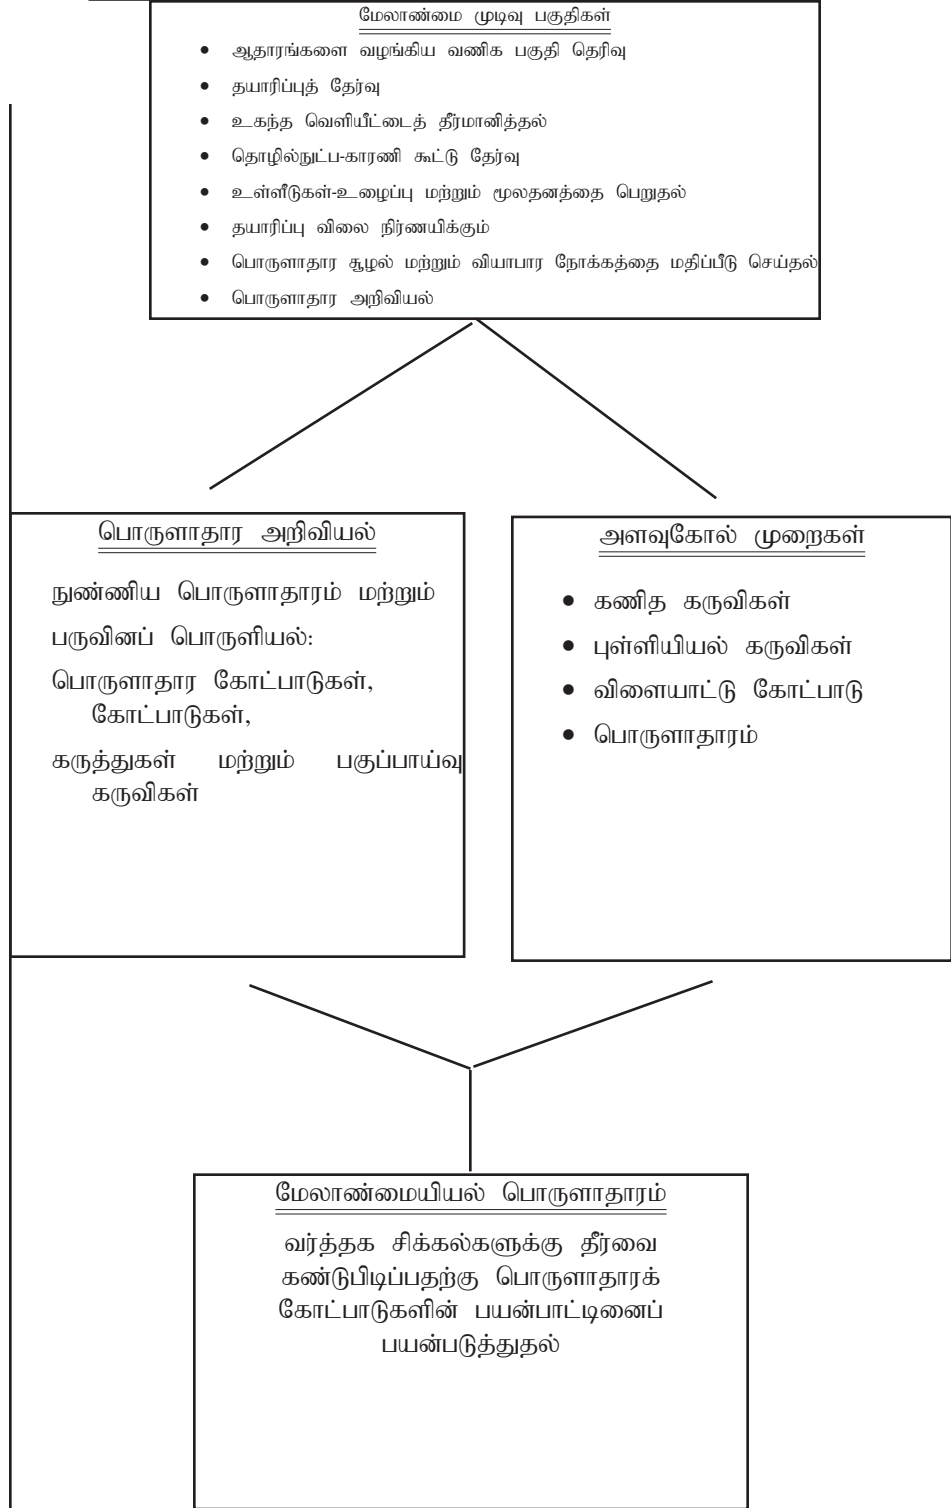 மேலாண்மை முடிவு பகுதிகள்
• ஆதாரங்களை வழங்கிய வணிக பகுதி தெரிவு
• தயாரிப்புத் தேர்வு
• உகந்த வெளியீட்டைத் தீர்மானித்தல்
• தொழில்நுட்ப-காரணி கூட்டு தேர்வு
• உள்ளீடுகள்-உழைப்பு மற்றும் மூலதனத்தை பெறுதல்
• தயாரிப்பு விலை நிர்ணயிக்கும்
• பொருளாதார சூழல் மற்றும் வியாபார நோக்கத்தை மதிப்பீடு செய்தல்
• பொருளாதார அறிவியல்
பொருளாதார அறிவியல்
நுண்ணிய பொருளாதாரம் மற்றும்
பருவினப் பொருளியல்:
பொருளாதார கோட்பாடுகள்,
கோட்பாடுகள்,
கருத்துகள் மற்றும் பகுப்பாய்வு
கருவிகள்
அளவுகோல் முறைகள்
• கணித கருவிகள்
• புள்ளியியல் கருவிகள்
• விளையாட்டு கோட்பாடு
• பொருளாதாரம்
மேலாண்மையியல் பொருளாதாரம்
வர்த்தக சிக்கல்களுக்கு தீர்வை
கண்டுபிடிப்பதற்கு பொருளாதாரக்
கோட்பாடுகளின் பயன்பாட்டினைப்
பயன்படுத்துதல்